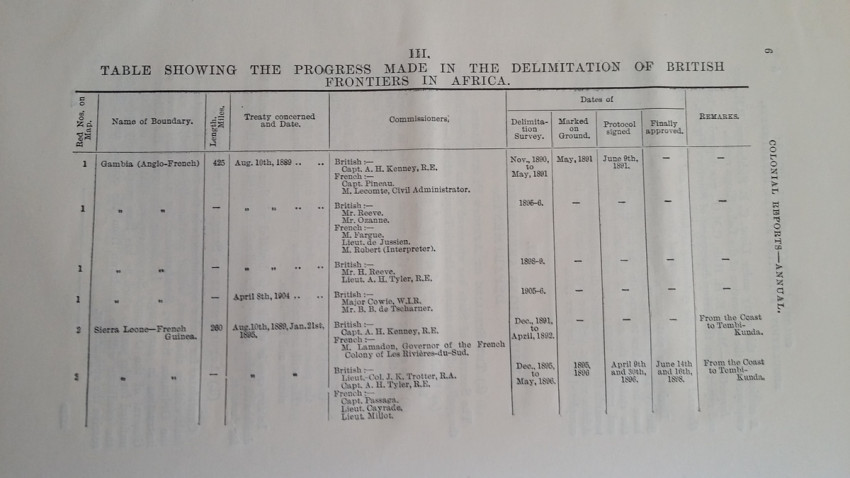 III.
6
TABLE SHOWING THE PROGRESS MADE IN THE DELIMITATION OF BRITISH
FRONTIERS IN AFRICA.
Red Nos. on Map. Name of Boundary. Length, Miles. Treaty concerned and Date. Commissioners. Dates of REMARKS.
Delimitation Survey. Marked on Ground. Protocol signed Finally approved.
1 Gambia (Anglo-French) 425 Aug. 10th, 1889 .. .. British :— Nov., 1890, May, 1891 June 9th, — —
Capt. A. H. Kenney, R.E. to 1891.
French :— May, 1891
Capt. Pineau.
M. Lecomte, Civil Administrator.
1 „ „ — „ „ .. .. British :— 1895-6. — — — —
Mr. Reeve.
Mr. Ozanne.
French :—
M. Fargue.
Lieut. de Jussieu.
M. Robert (Interpreter).
1 „ „ — „ „ .. .. British :— — — — —
Mr. H. Reeve.
Lieut. A. H. Tyler, R.E.
1 „ „ — April 8th, 1904 .. .. British :— 1905-6. — — — —
Major Cowie, W.I.R.
Mr. B. B. de Tscharner.
Sierra Leone—French 260 Aug. 10th, 1889, Jan. 21st, British :— Dec., 1891, — — — From the Coast
Guinea. 1895. Capt. A. H. Kenney, R.E. to to Tembi-
French :— April, 1892. Kunda.
M. Lamadon, Governor of the French
Colony of Les Rivières-du-Sud.
„ „ — „ „ British :— Dec., 1895, 1895, April 9th June 14th From the Coast
Lieut.-Col. J. K. Trotter, R.A. to 1896 and 30th, and 16th, to Tembi-
Capt. A. H. Tyler, R.E. May, 1896. 1896. 1898. Kunda.
French :—
Capt. Passaga.
Lieut. Cayrade.
Lieut. Millot.
COLONIAL REPORTS—ANNUAL.